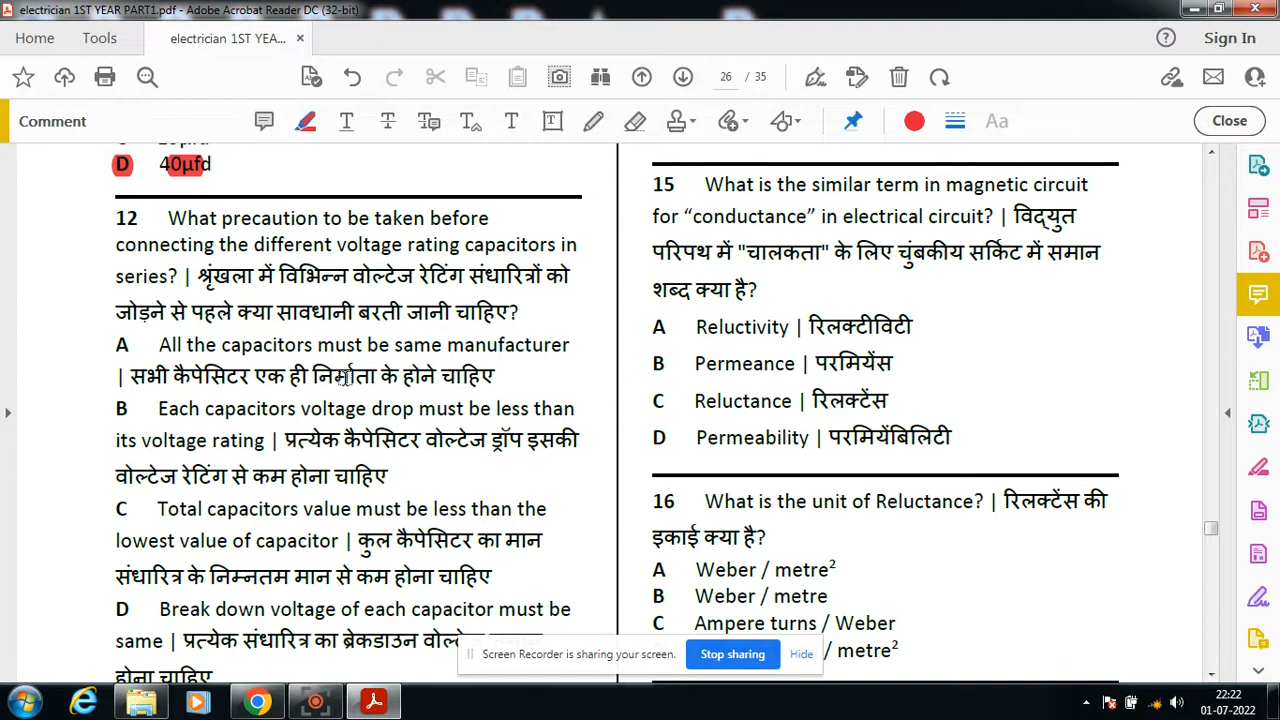 electrician 1ST YEAR PART1.pdf - Adobe Acrobat Reader DC (32-bit)
Home Tools electrician 1ST YEA... × Sign In
26 / 35
Comment Aa Close
D 40µfd
12 What precaution to be taken before
connecting the different voltage rating capacitors in
series? | श्रृंखला में विभिन्न वोल्टेज रेटिंग संधारित्रों को
जोड़ने से पहले क्या सावधानी बरती जानी चाहिए?
A All the capacitors must be same manufacturer
| सभी कैपेसिटर एक ही निर्माता के होने चाहिए
B Each capacitors voltage drop must be less than
its voltage rating | प्रत्येक कैपेसिटर वोल्टेज ड्रॉप इसकी
वोल्टेज रेटिंग से कम होना चाहिए
C Total capacitors value must be less than the
lowest value of capacitor | कुल कैपेसिटर का मान
संधारित्र के निम्नतम मान से कम होना चाहिए
D Break down voltage of each capacitor must be
same | प्रत्येक संधारित्र का ब्रेकडाउन
होना चाहिए
15 What is the similar term in magnetic circuit
for “conductance” in electrical circuit? | विद्युत
परिपथ में "चालकता" के लिए चुंबकीय सर्किट में समान
शब्द क्या है?
A Reluctivity | रिलक्टीविटी
B Permeance | परमियेंस
C Reluctance | रिलक्टेंस
D Permeability | परमियेंबिलिटी
16 What is the unit of Reluctance? | रिलक्टेंस की
इकाई क्या है?
A Weber / metre²
B Weber / metre
C Ampere turns / Weber
/ metre²
Screen Recorder is sharing your screen. Stop sharing Hide
22:22
01-07-2022